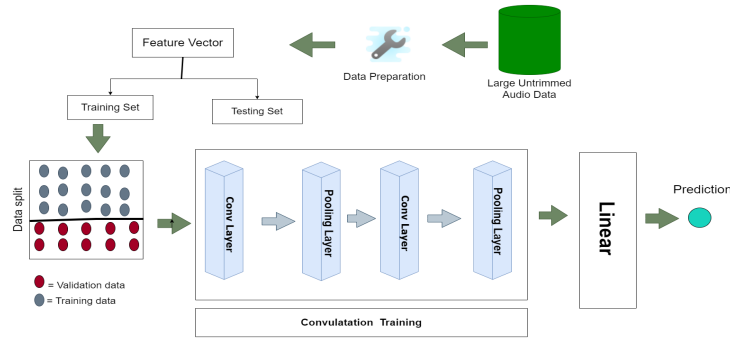 Feature Vector
Data Preparation
Large Untrimmed
Audio Data
Training Set
Testing Set
Data split
Conv Layer
Pooling Layer
Conv Layer
Pooling Layer
Linear
Prediction
= Validation data
= Training data
Convulatation Training